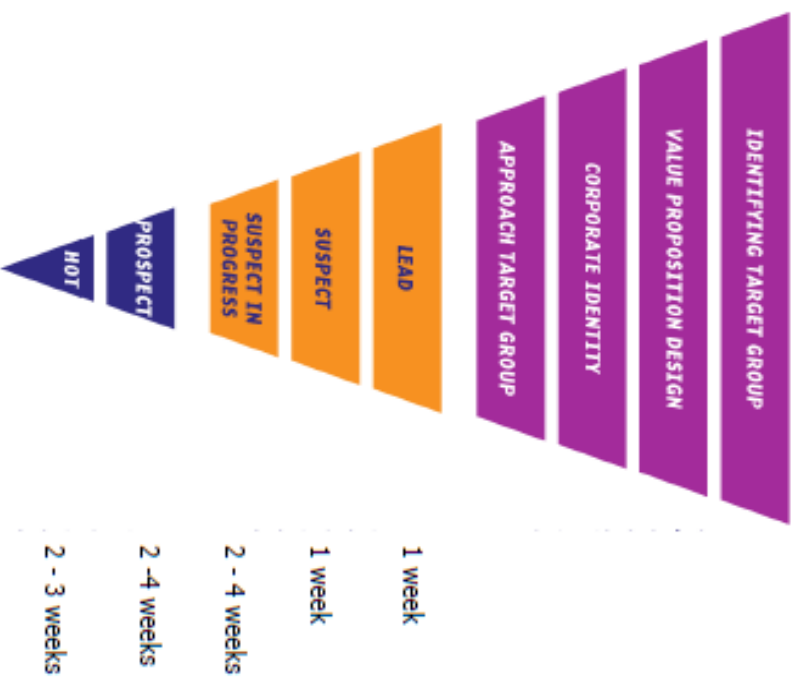 IDENTIFYING TARGET GROUP
VALUE PROPOSITION DESIGN
CORPORATE IDENTITY
APPROACH TARGET GROUP
LEAD
1 week
SUSPECT
1 week
SUSPECT IN
PROGRESS
2 - 4 weeks
PROSPECT
2 -4 weeks
HOT
2 - 3 weeks